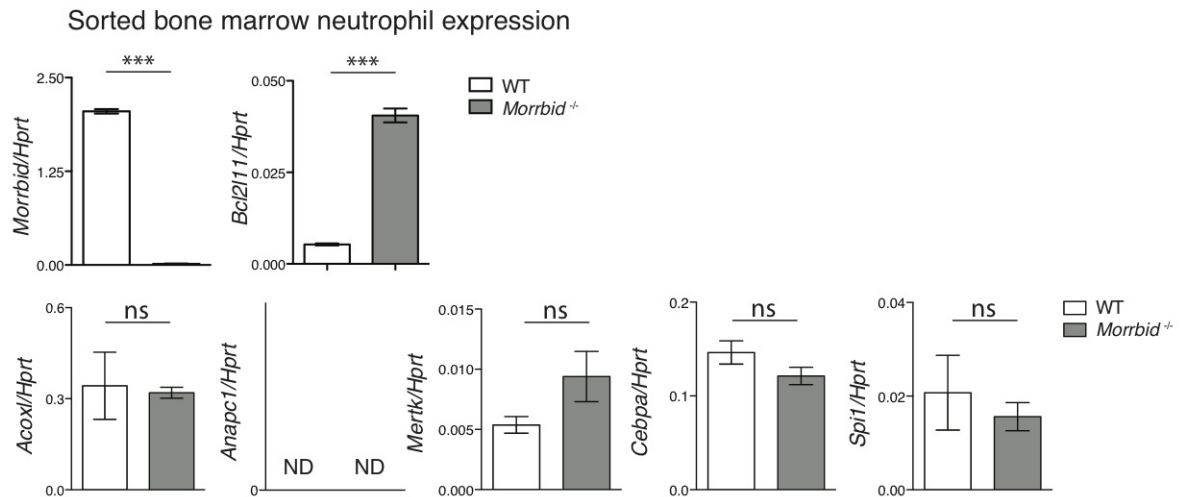 Sorted bone marrow neutrophil expression
***
2.50
1.25
0.00
Morrbid/Hprt
***
0.050
0.025
0.000
Bcl2l11/Hprt
WT
Morrbid -/-
ns
0.6
0.3
0.0
Acoxl/Hprt
ND ND
0
Anapc1/Hprt
ns
0.015
0.010
0.005
0.000
Mertk/Hprt
ns
0.2
0.1
0.0
Cebpa/Hprt
ns
0.04
0.02
0.00
Spi1/Hprt
WT
Morrbid -/-